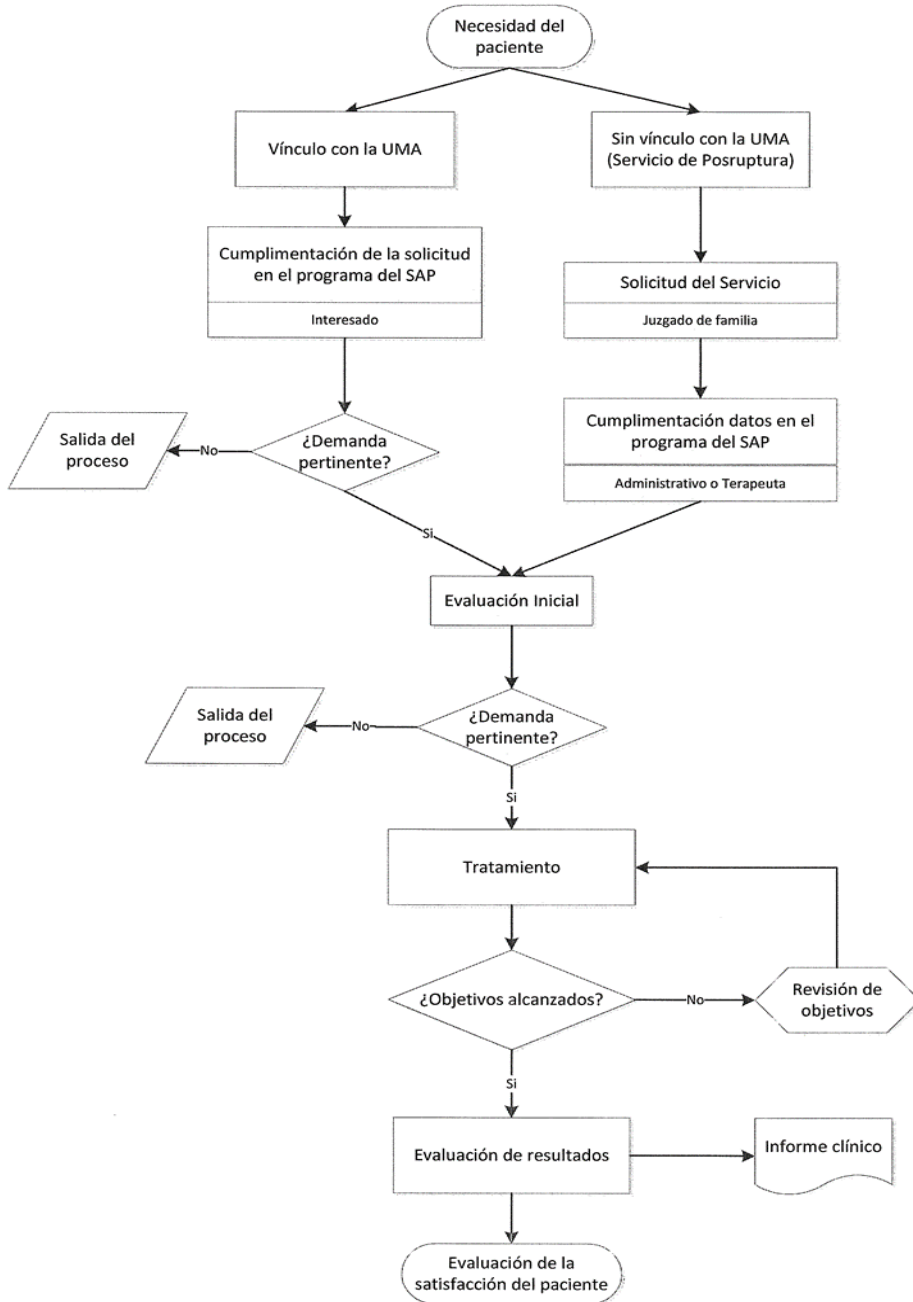 Necesidad del
paciente
Vínculo con la UMA
Sin vínculo con la UMA
(Servicio de Posruptura)
Cumplimentación de la solicitud
en el programa del SAP
Interesado
Solicitud del Servicio
Juzgado de familia
Cumplimentación datos en el
programa del SAP
Administrativo o Terapeuta
¿Demanda
pertinente?
No
Salida del
proceso
Si
Evaluación Inicial
¿Demanda
pertinente?
No
Salida del
proceso
Si
Tratamiento
¿Objetivos alcanzados?
No
Revisión de
objetivos
Si
Evaluación de resultados
Informe clínico
Evaluación de la
satisfacción del paciente